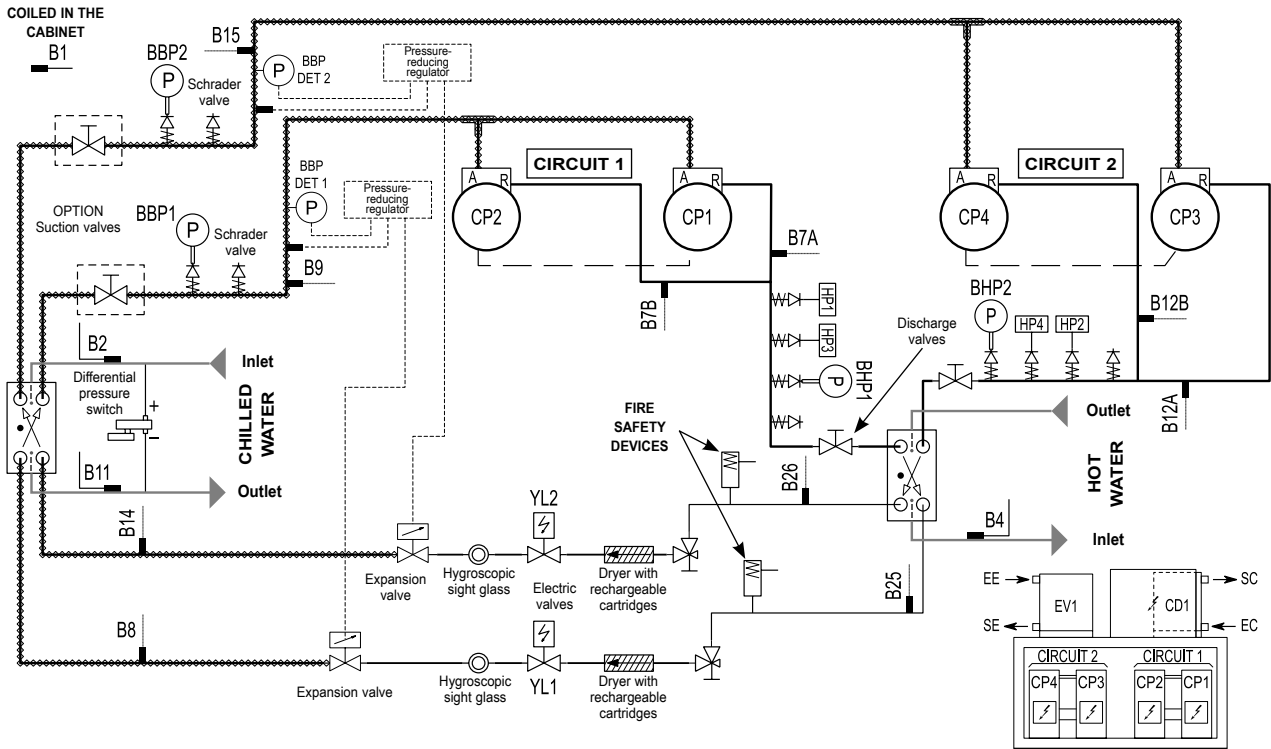 COILED IN THE
CABINET
B1
BBP2
P
Schrader
valve
B15
P
BBP
DET 2
Pressure-
reducing
regulator
OPTION
Suction valves
BBP1
P
Schrader
valve
BBP
DET 1
P
Pressure-
reducing
regulator
B9
CIRCUIT 1
A
R
CP2
A
R
CP1
CIRCUIT 2
A
R
CP4
A
R
CP3
B7A
B7B
HP1
HP3
P
BHP1
Discharge
valves
BHP2
P
HP4
HP2
B12B
B12A
B2
Inlet
Differential
pressure
switch
+
–
CHILLED
WATER
B11
Outlet
B14
FIRE
SAFETY
DEVICES
B26
Outlet
HOT
WATER
B4
Inlet
B25
YL2
Expansion
valve
Hygroscopic
sight glass
Electric
valves
Dryer with
rechargeable
cartridges
B8
Expansion valve
Hygroscopic
sight glass
YL1
Dryer with
rechargeable
cartridges
EE
SE
EV1
CD1
SC
EC
CIRCUIT 2
CIRCUIT 1
CP4
CP3
CP2
CP1